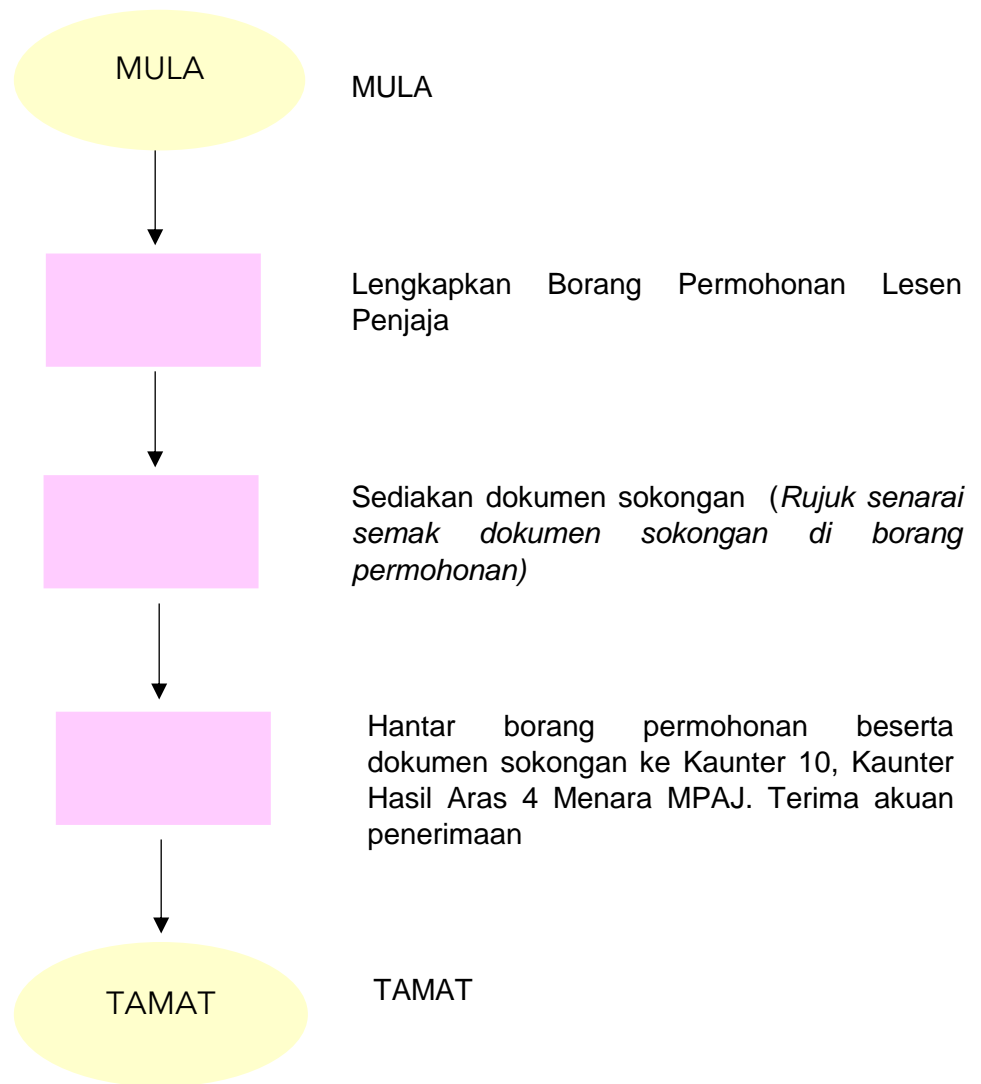 MULA
MULA
Lengkapkan Borang Permohonan Lesen
Penjaja
Sediakan dokumen sokongan (Rujuk senarai
semak dokumen sokongan di borang
permohonan)
Hantar borang permohonan beserta
dokumen sokongan ke Kaunter 10, Kaunter
Hasil Aras 4 Menara MPAJ. Terima akuan
penerimaan
TAMAT
TAMAT